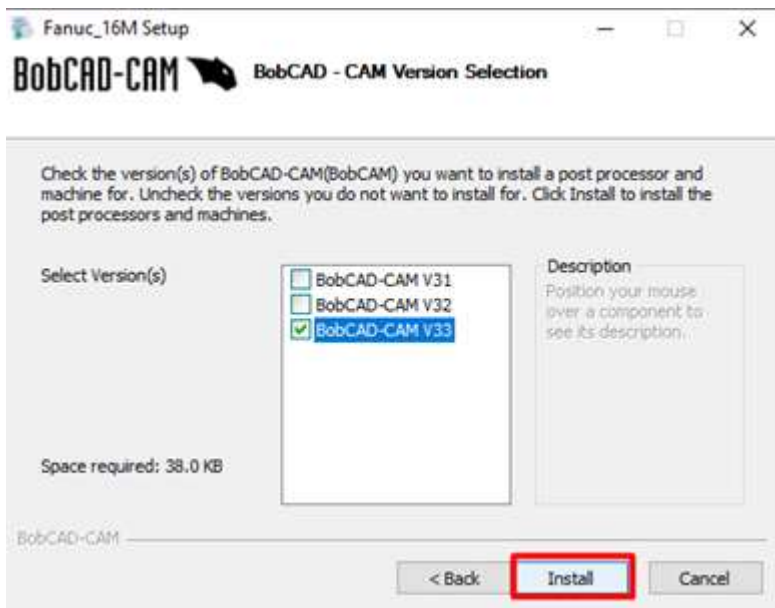 Fanuc_16M Setup
BobCAD-CAM
BobCAD - CAM Version Selection
Check the version(s) of BobCAD-CAM(BobCAM) you want to install a post processor and
machine for. Uncheck the versions you do not want to install for. Click Install to install the
post processors and machines.
Select Version(s)
BobCAD-CAM V31
BobCAD-CAM V32
BobCAD-CAM V33
Description
Position your mouse
over a component to
see its description.
Space required: 38.0 KB
BobCAD-CAM
< Back
Install
Cancel